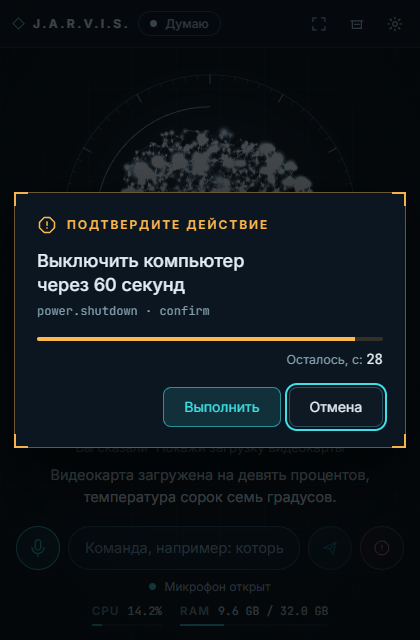 J.A.R.V.I.S.
Думаю
ПОДТВЕРДИТЕ ДЕЙСТВИЕ
Выключить компьютер
через 60 секунд
power.shutdown · confirm
Осталось, с: 28
Выполнить
Отмена
Видеокарта загружена на девять процентов,
температура сорок семь градусов.
Команда, например: которь
Микрофон открыт
CPU 14.2% RAM 9.6 GB / 32.0 GB